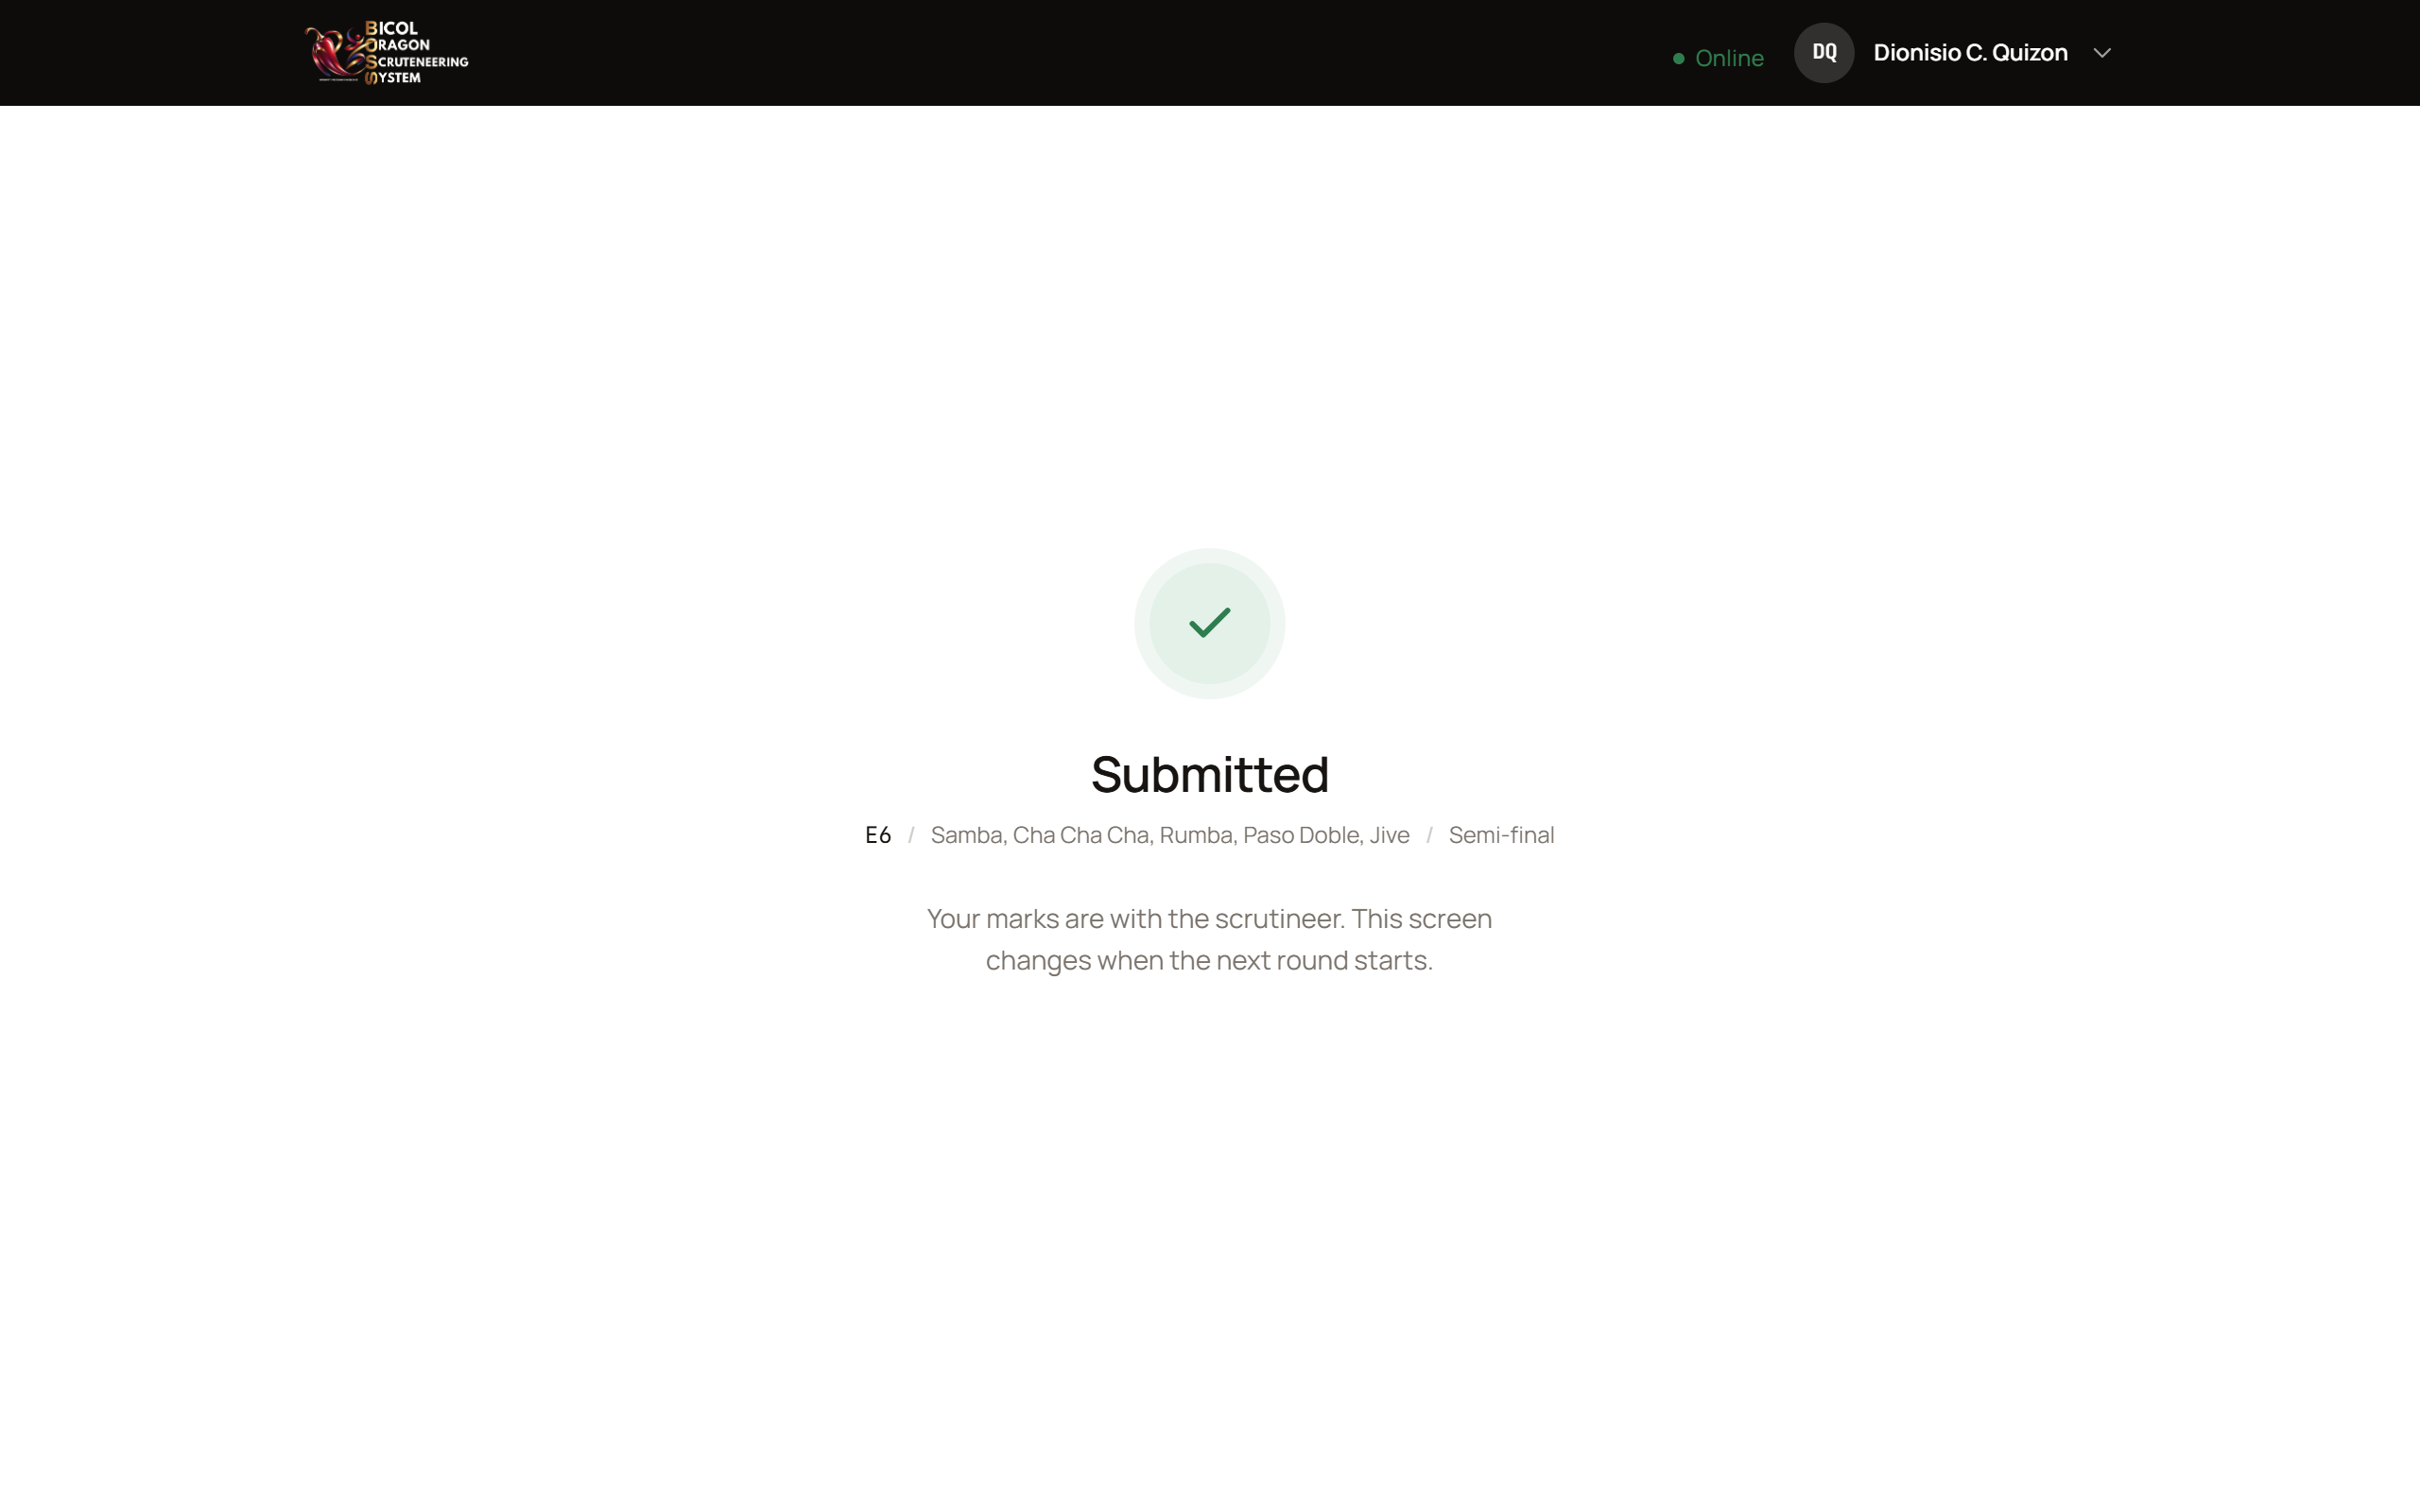 BICOL
DRAGON
SCRUTENEERING
SYSTEM
Online
DQ
Dionisio C. Quizon
Submitted
E6 / Samba, Cha Cha Cha, Rumba, Paso Doble, Jive / Semi-final
Your marks are with the scrutineer. This screen
changes when the next round starts.